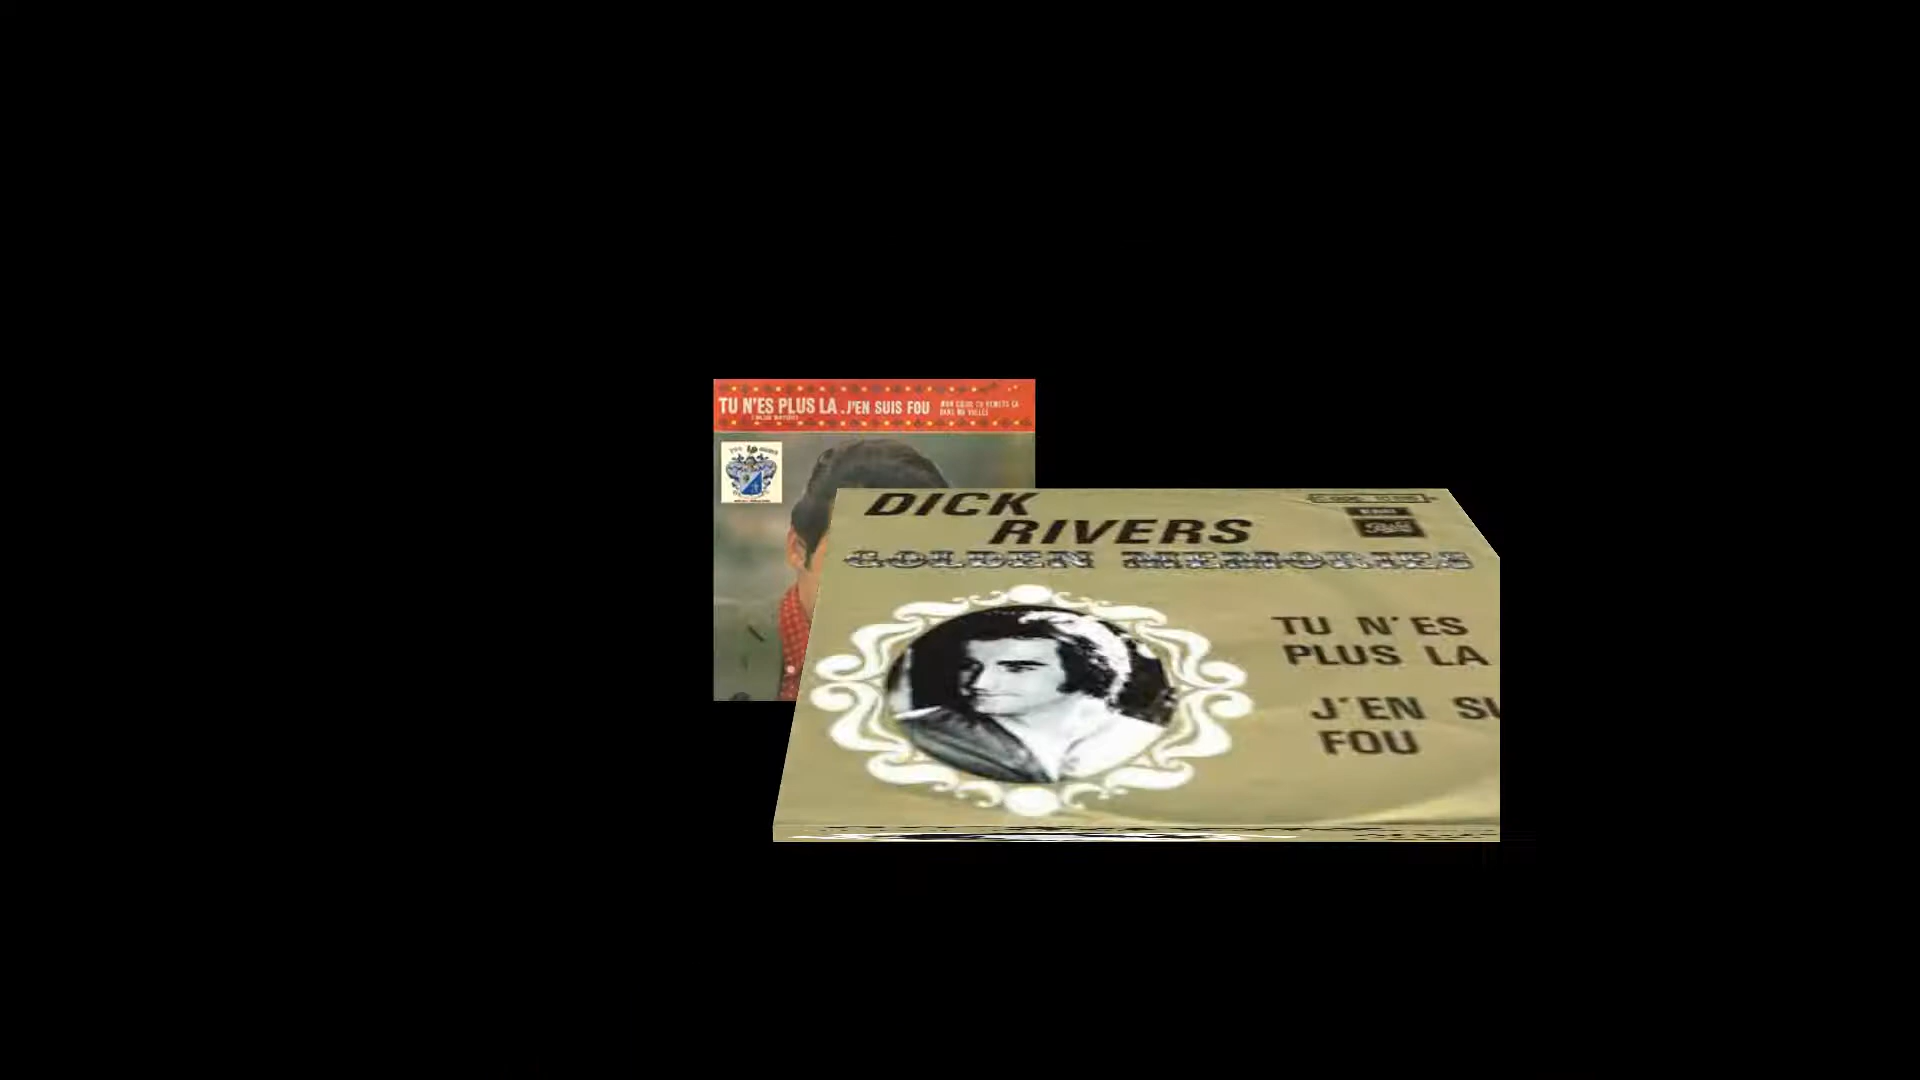 TU N'ES PLUS LA . J'EN SUIS FOU
DICK
RIVERS
GOLDEN MEMORIES
TU N'ES
PLUS LA
J'EN SU
FOU